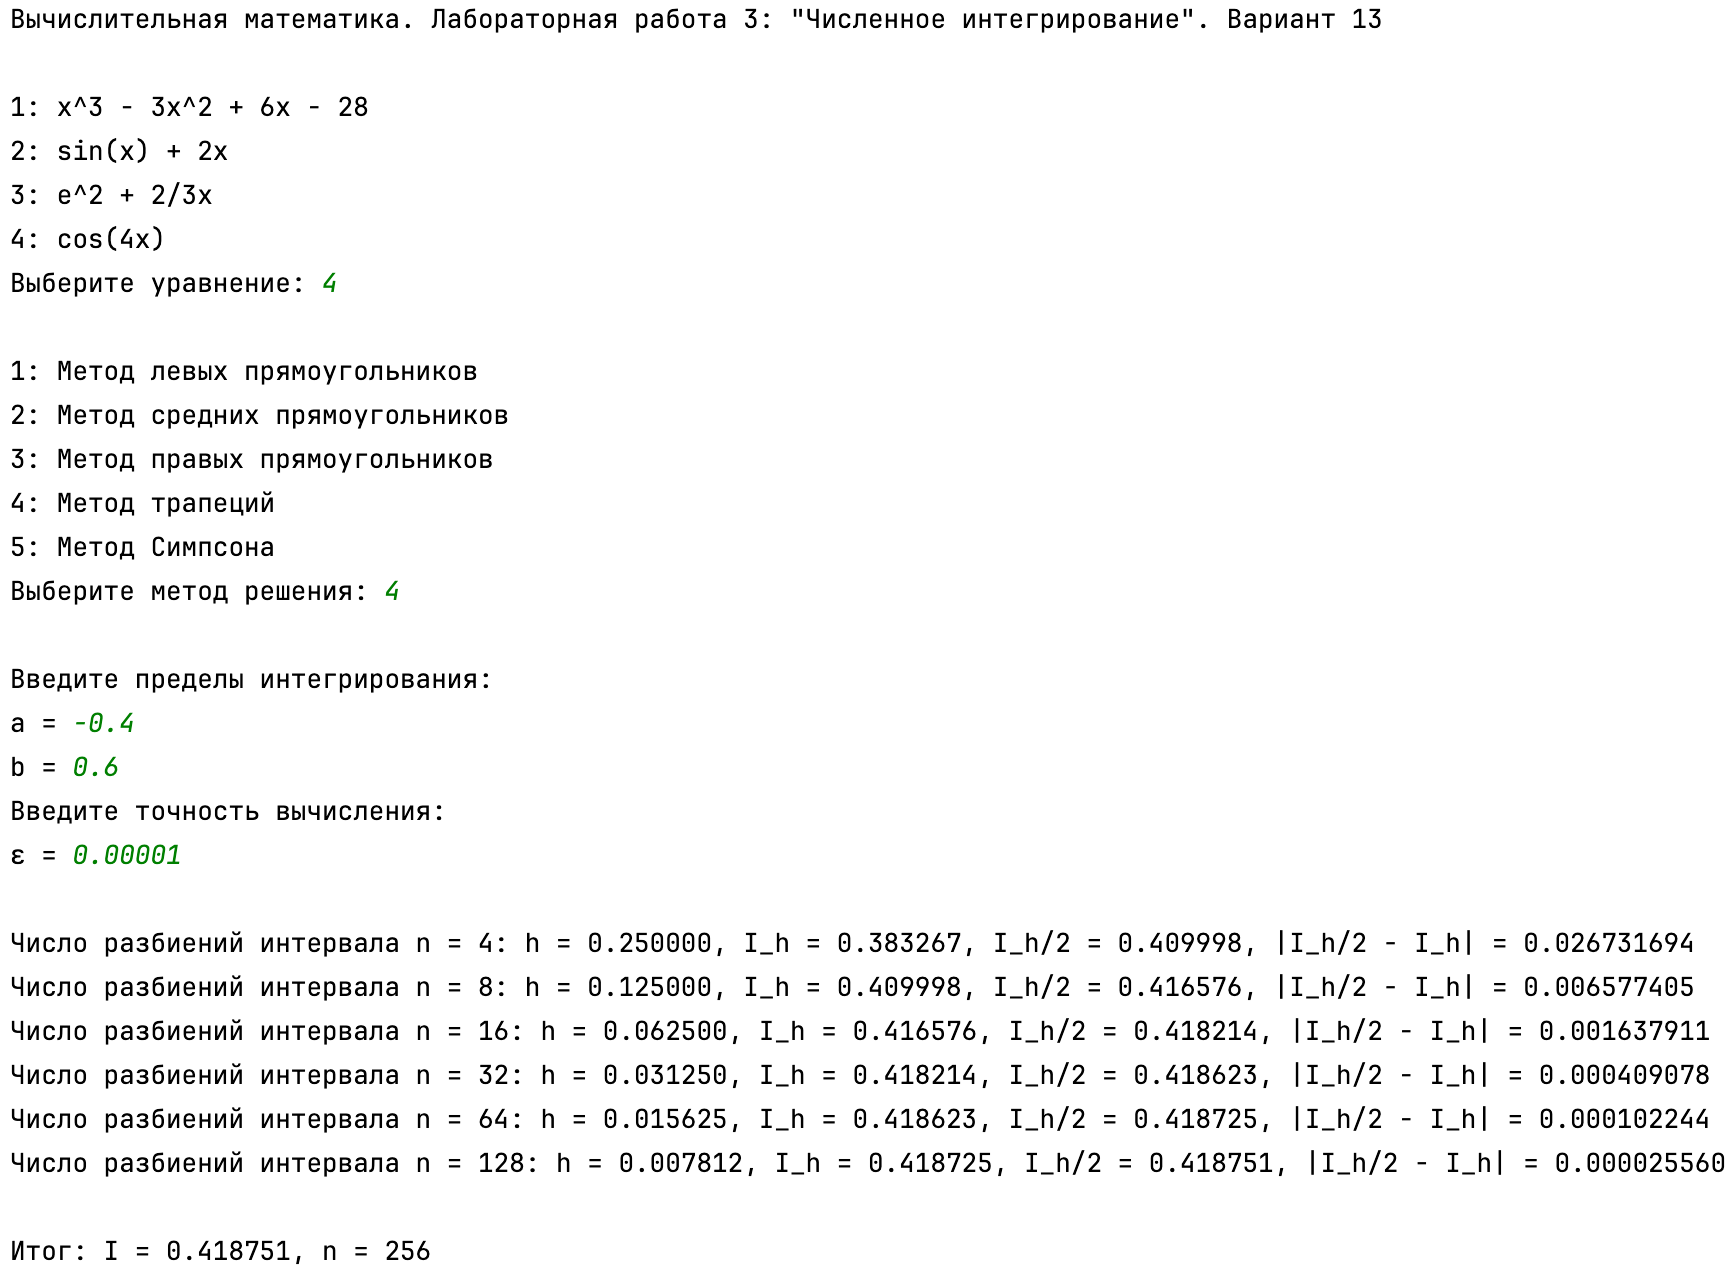 Вычислительная математика. Лабораторная работа 3: "Численное интегрирование". Вариант 13
1: x^3 - 3x^2 + 6x - 28
2: sin(x) + 2x
3: e^2 + 2/3x
4: cos(4x)
Выберите уравнение: 4
1: Метод левых прямоугольников
2: Метод средних прямоугольников
3: Метод правых прямоугольников
4: Метод трапеций
5: Метод Симпсона
Выберите метод решения: 4
Введите пределы интегрирования:
a = -0.4
b = 0.6
Введите точность вычисления:
ε = 0.00001
Число разбиений интервала n = 4: h = 0.250000, I_h = 0.383267, I_h/2 = 0.409998, |I_h/2 - I_h| = 0.026731694
Число разбиений интервала n = 8: h = 0.125000, I_h = 0.409998, I_h/2 = 0.416576, |I_h/2 - I_h| = 0.006577405
Число разбиений интервала n = 16: h = 0.062500, I_h = 0.416576, I_h/2 = 0.418214, |I_h/2 - I_h| = 0.001637911
Число разбиений интервала n = 32: h = 0.031250, I_h = 0.418214, I_h/2 = 0.418623, |I_h/2 - I_h| = 0.000409078
Число разбиений интервала n = 64: h = 0.015625, I_h = 0.418623, I_h/2 = 0.418725, |I_h/2 - I_h| = 0.000102244
Число разбиений интервала n = 128: h = 0.007812, I_h = 0.418725, I_h/2 = 0.418751, |I_h/2 - I_h| = 0.000025560
Итог: I = 0.418751, n = 256